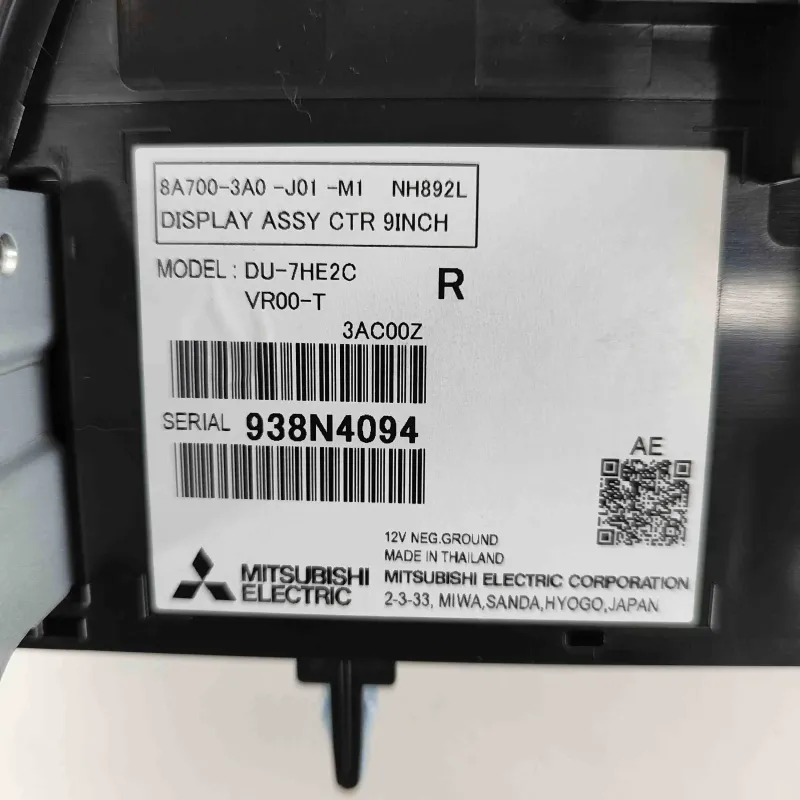 8A700-3A0 -J01 -M1 NH892L
DISPLAY ASSY CTR 9INCH
MODEL : DU-7HE2C R
VR00-T
3AC00Z
SERIAL 938N4094
AE
12V NEG.GROUND
MADE IN THAILAND
MITSUBISHI ELECTRIC
MITSUBISHI ELECTRIC CORPORATION
2-3-33, MIWA,SANDA,HYOGO,JAPAN